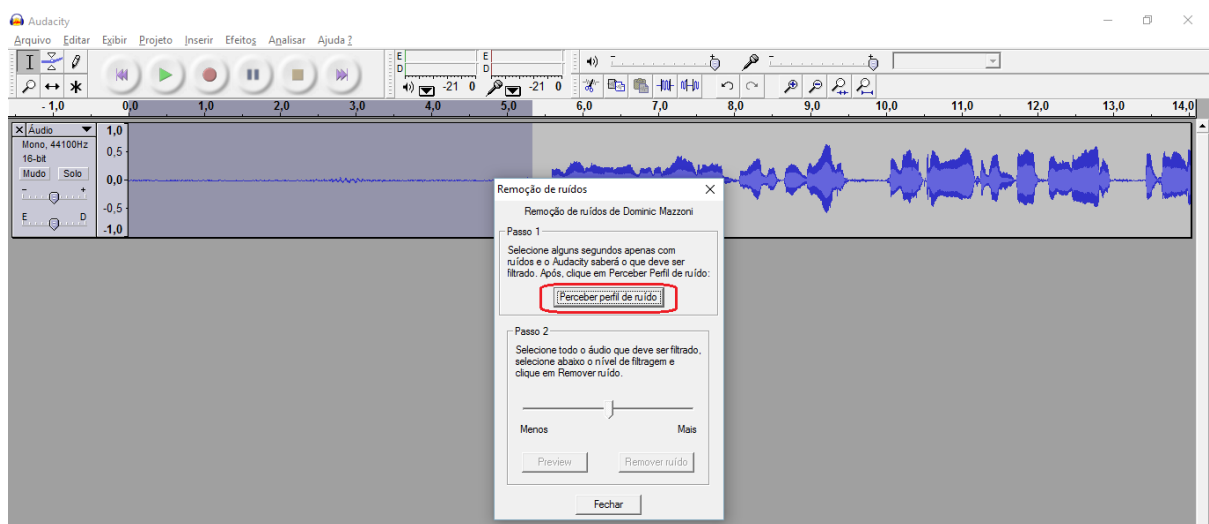 Audacity
Arquivo Editar Exibir Projeto Inserir Efeitos Analisar Ajuda ?
E
D
-21 0
E
D
-21 0
- 1,0 0,0 1,0 2,0 3,0 4,0 5,0 6,0 7,0 8,0 9,0 10,0 11,0 12,0 13,0 14,0
Áudio
Mono, 44100Hz
16-bit
Mudo Solo
- +
E D
1,0
0,5
0,0
-0,5
-1,0
Remoção de ruídos
Remoção de ruídos de Dominic Mazzoni
Passo 1
Selecione alguns segundos apenas com
ruídos e o Audacity saberá o que deve ser
filtrado. Após, clique em Perceber Perfil de ruído:
Perceber perfil de ruído
Passo 2
Selecione todo o áudio que deve ser filtrado,
selecione abaixo o nível de filtragem e
clique em Remover ruído.
Menos Mais
Preview Remover ruído
Fechar